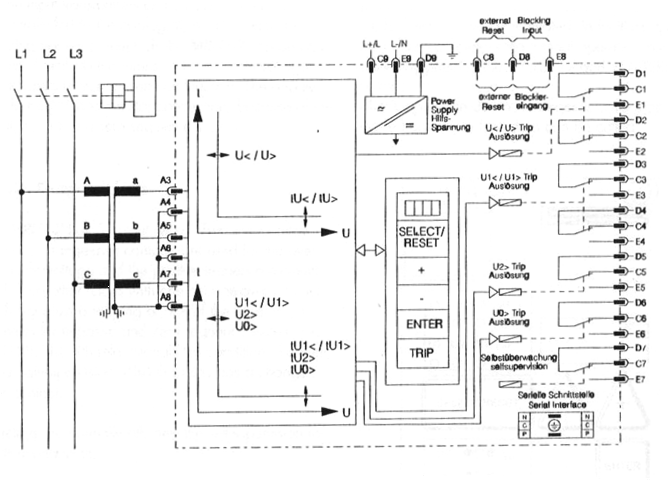 external Reset
Blocking Input
L+/L
L-/N
L1
L2
L3
C9
E9
D9
C8
D8
E8
externer Reset
Blockier- eingang
Power Supply
Hilfs- Spannung
D1
C1
E1
D2
C2
E2
D3
C3
E3
D4
C4
E4
D5
C5
E5
D6
C6
E6
D7
C7
E7
U< / U> Trip
Auslösung
U1< / U1> Trip
Auslösung
U2> Trip
Auslösung
U0> Trip
Auslösung
Selbstüberwachung
selfsupervision
Serielle Schnittstelle
Serial Interface
N
G
P
N
C
P
A
a
B
b
C
c
A3
A4
A5
A6
A7
A8
t
U< / U>
tU< / tU>
U
t
U1< / U1>
U2>
U0>
tU1< / tU1>
tU2>
tU0>
U
SELECT/
RESET
+
-
ENTER
TRIP